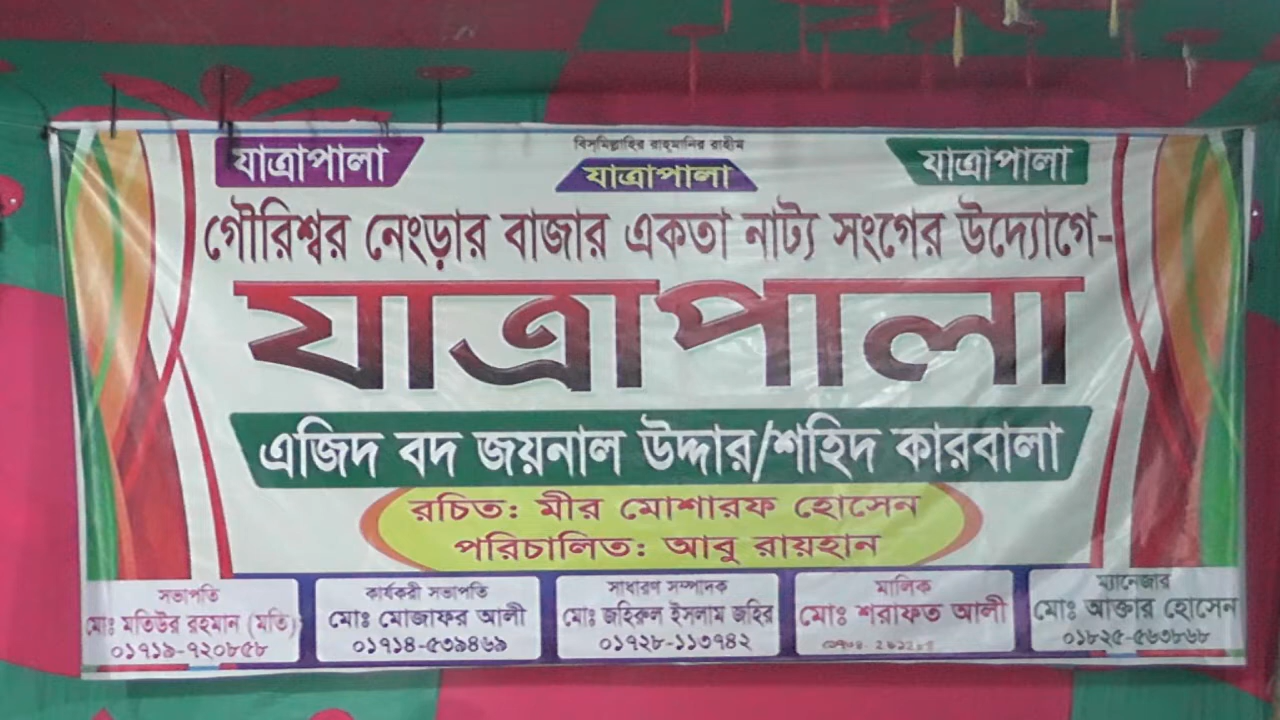 বিস্‌মিল্লাহির রাহ্‌মানির রাহীম
যাত্রাপালা
যাত্রাপালা
যাত্রাপালা
গৌরিশ্বর নেংড়ার বাজার একতা নাট্য সংগের উদ্যোগে-
যাত্রাপালা
এজিদ বদ জয়নাল উদ্দার/শহিদ কারবালা
রচিত: মীর মোশারফ হোসেন
পরিচালিত: আবু রায়হান
সভাপতি
মোঃ মতিউর রহমান (মতি)
০১৭১৯-৭২০৮৫৮
কার্যকরী সভাপতি
মোঃ মোজাফর আলী
০১৭১৪-৫৩৯৪৬৯
সাধারণ সম্পাদক
মোঃ জহিরুল ইসলাম জহির
০১৭২৮-১১৩৭৪২
মালিক
মোঃ শরাফত আলী
ম্যানেজার
মোঃ আক্তার হোসেন
০১৮২৫-৫৬৩৮৬৮